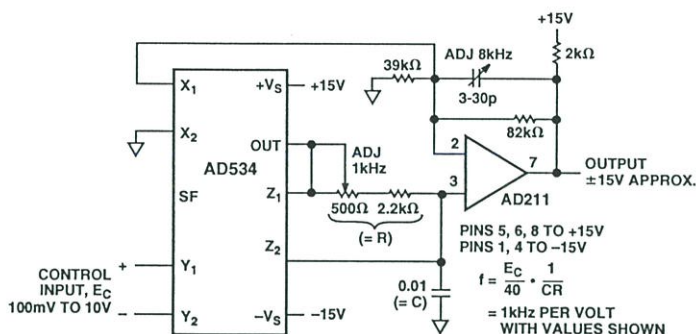 +15V
ADJ 8kHz
39kΩ
2kΩ
3-30p
82kΩ
X1
+VS
+15V
X2
OUT
ADJ
1kHz
AD534
SF
Z1
500Ω
2.2kΩ
(= R)
2
3
7
AD211
OUTPUT
±15V APPROX.
PINS 5, 6, 8 TO +15V
PINS 1, 4 TO –15V
Z2
CONTROL
INPUT, EC
100mV TO 10V
+
Y1
–
Y2
–VS
–15V
0.01
(= C)
f = EC/40 • 1/CR
= 1kHz PER VOLT
WITH VALUES SHOWN